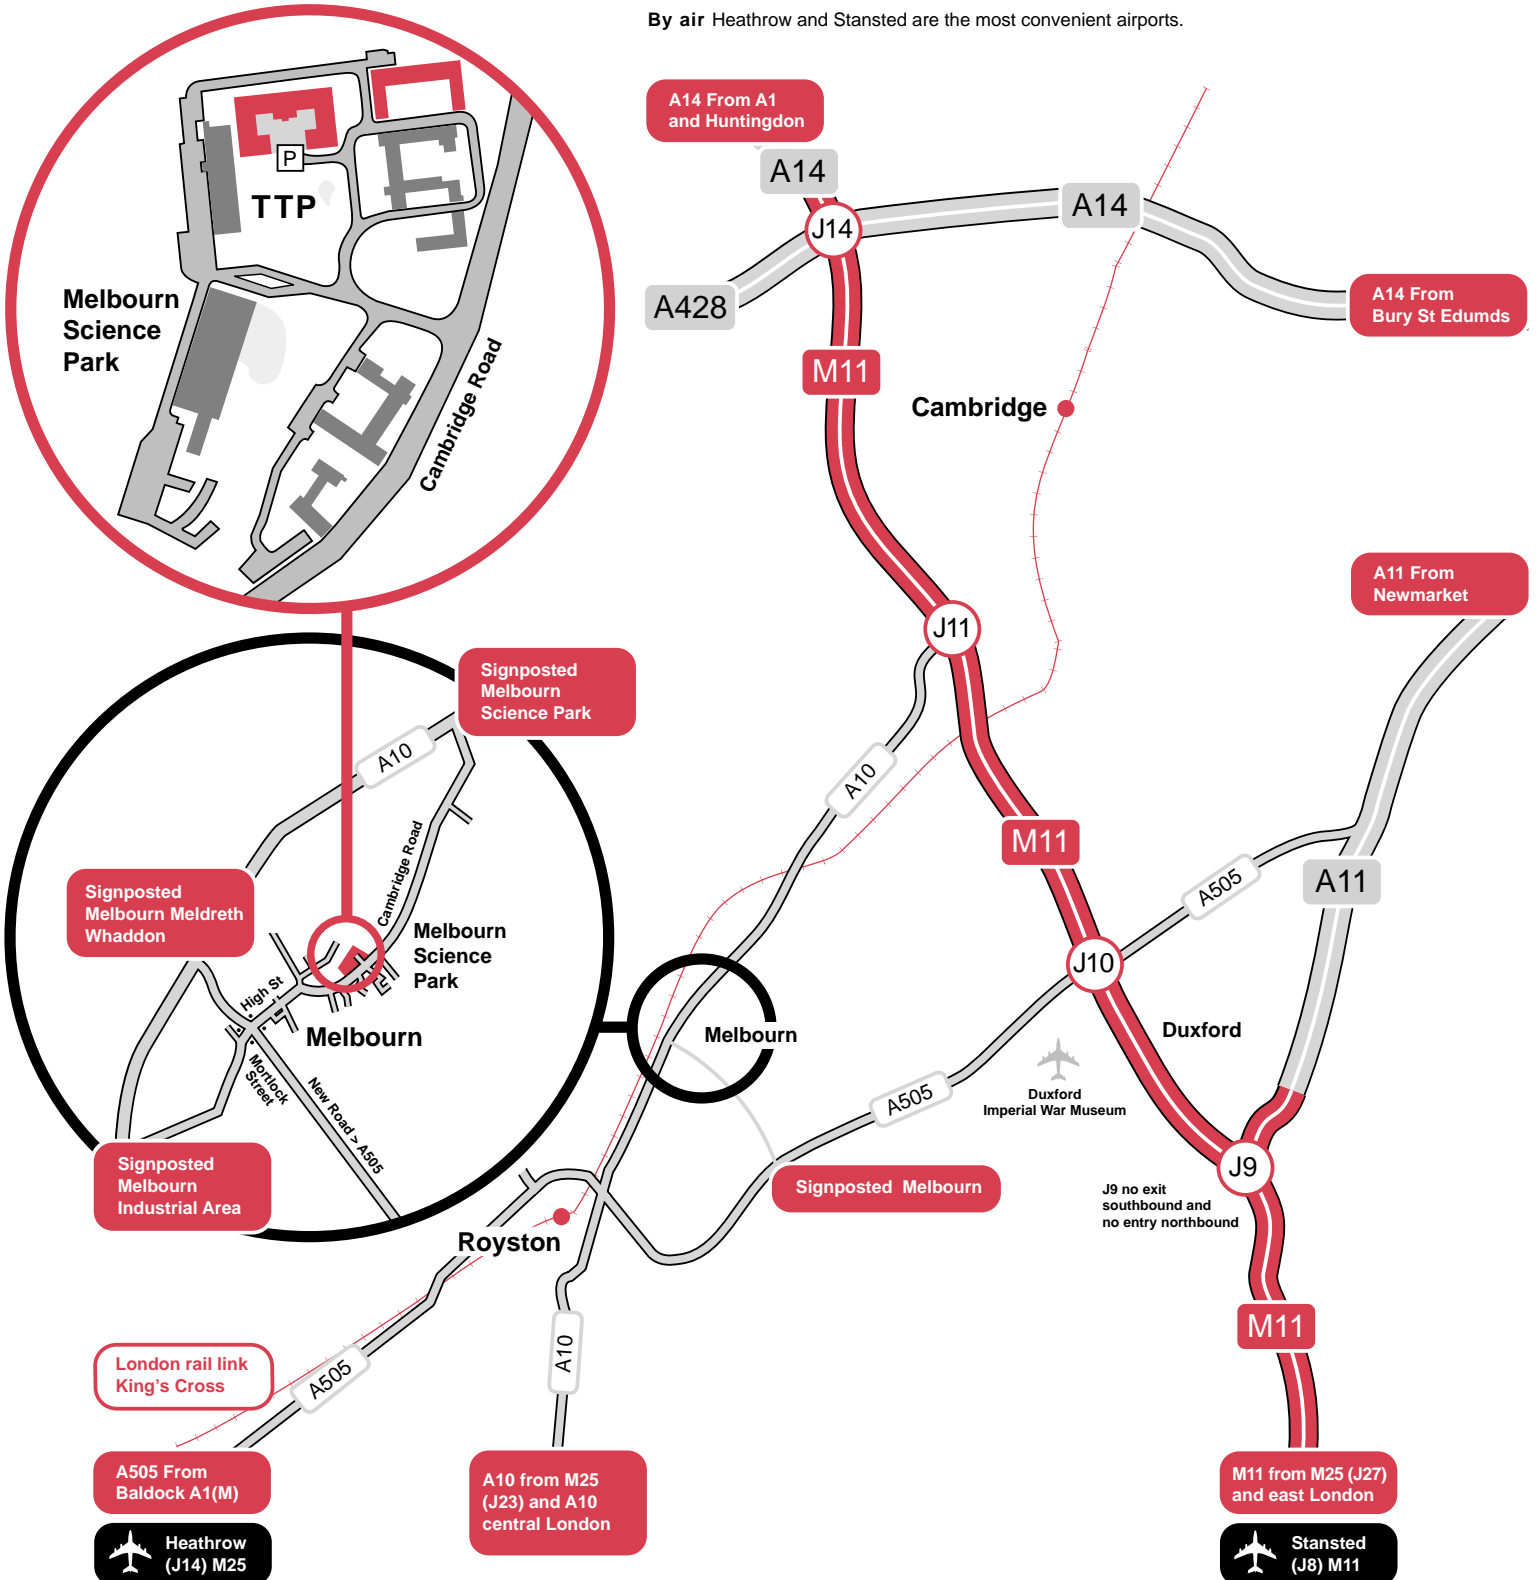 By air Heathrow and Stansted are the most convenient airports.
A14 From A1
and Huntingdon
A14
J14
A14
A428
A14 From
Bury St Edumds
M11
Cambridge
P
TTP
Melbourn
Science
Park
Cambridge Road
A11 From
Newmarket
J11
Signposted
Melbourn
Science Park
A10
A10
M11
A505
A11
Cambridge Road
Signposted
Melbourn Meldreth
Whaddon
Melbourn
Science
Park
J10
High St
Melbourn
Melbourn
Duxford
Mortlock
Street
New Road > A505
A505
Duxford
Imperial War Museum
Signposted
Melbourn
Industrial Area
Signposted Melbourn
J9
J9 no exit
southbound and
no entry northbound
Royston
M11
London rail link
King's Cross
A505
A10
A505 From
Baldock A1(M)
A10 from M25
(J23) and A10
central London
M11 from M25 (J27)
and east London
Heathrow
(J14) M25
Stansted
(J8) M11